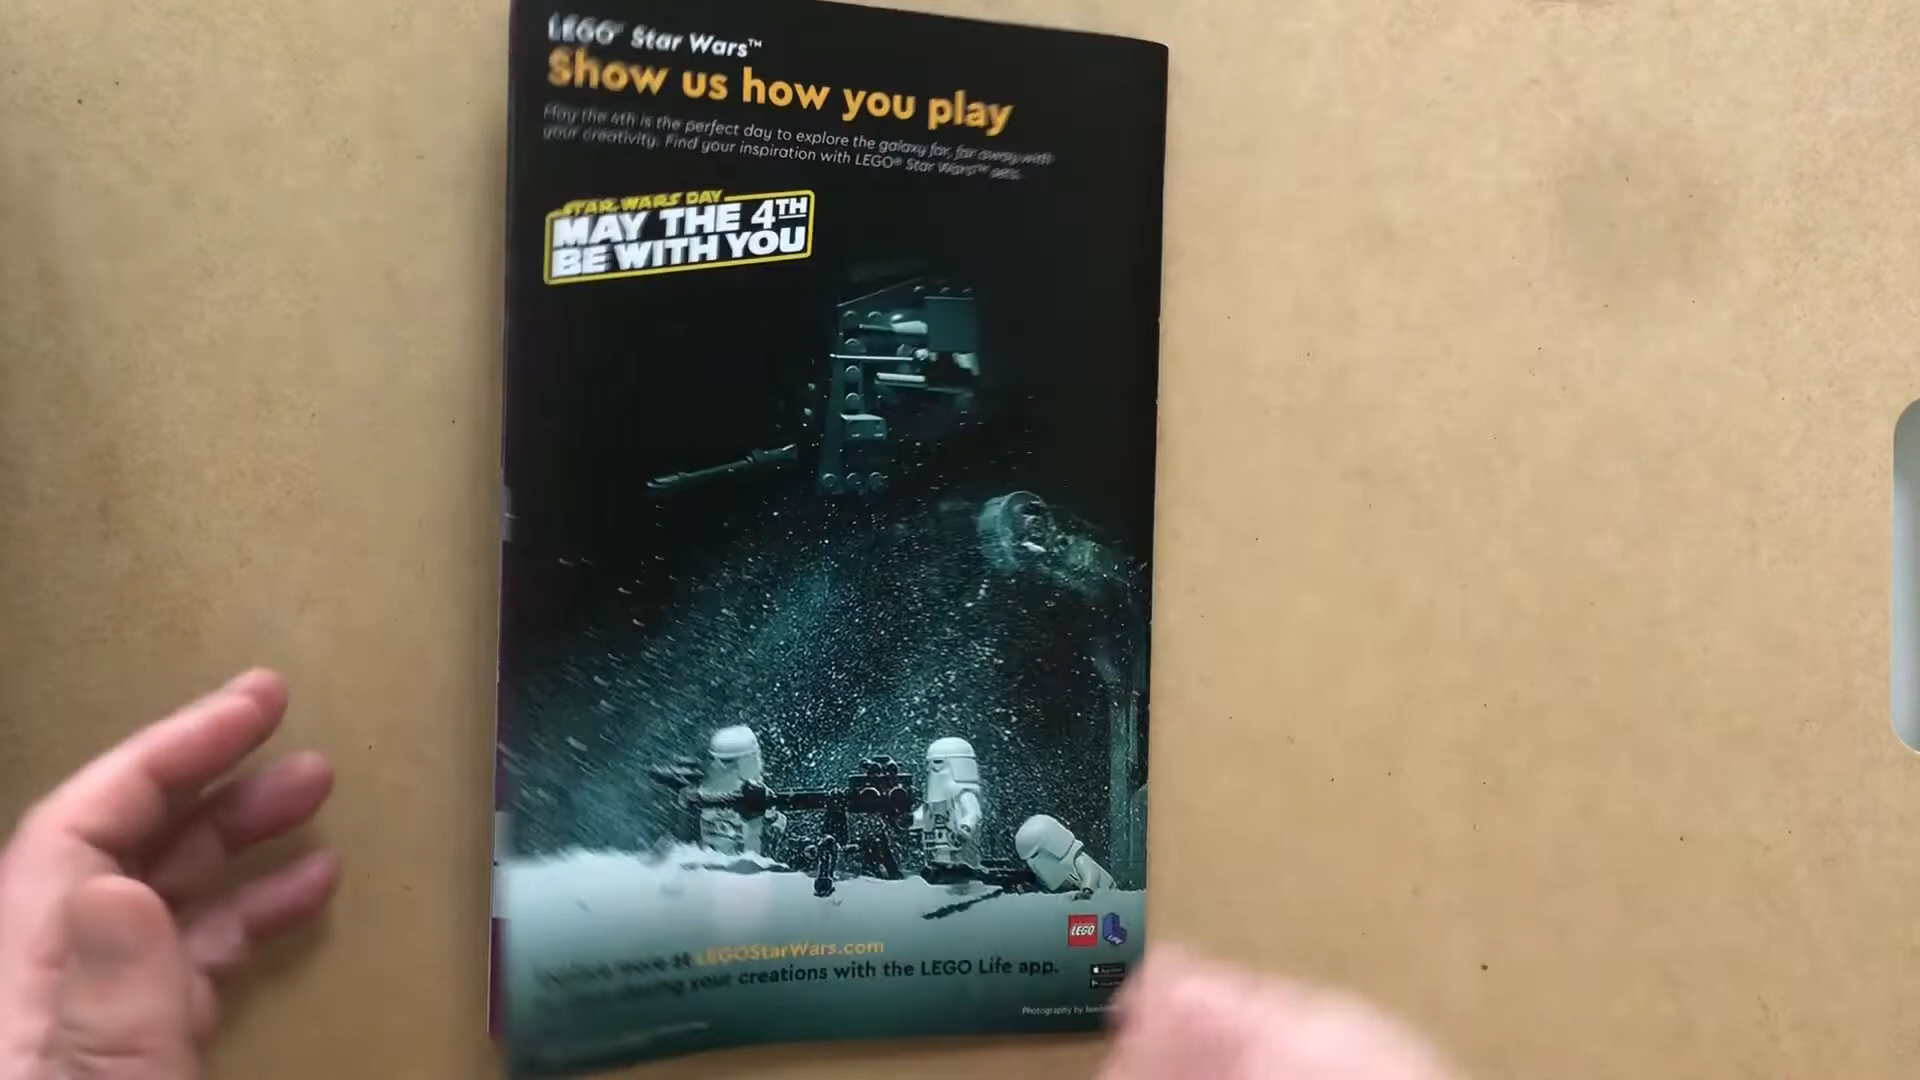 LEGO® Star Wars™
Show us how you play
May the 4th is the perfect day to explore the galaxy far, far away with
your creativity. Find your inspiration with LEGO® Star Wars™ sets.
STAR WARS DAY
MAY THE 4TH
BE WITH YOU
LEGO
more at LEGOStarWars.com
your creations with the LEGO Life app.
Photography by